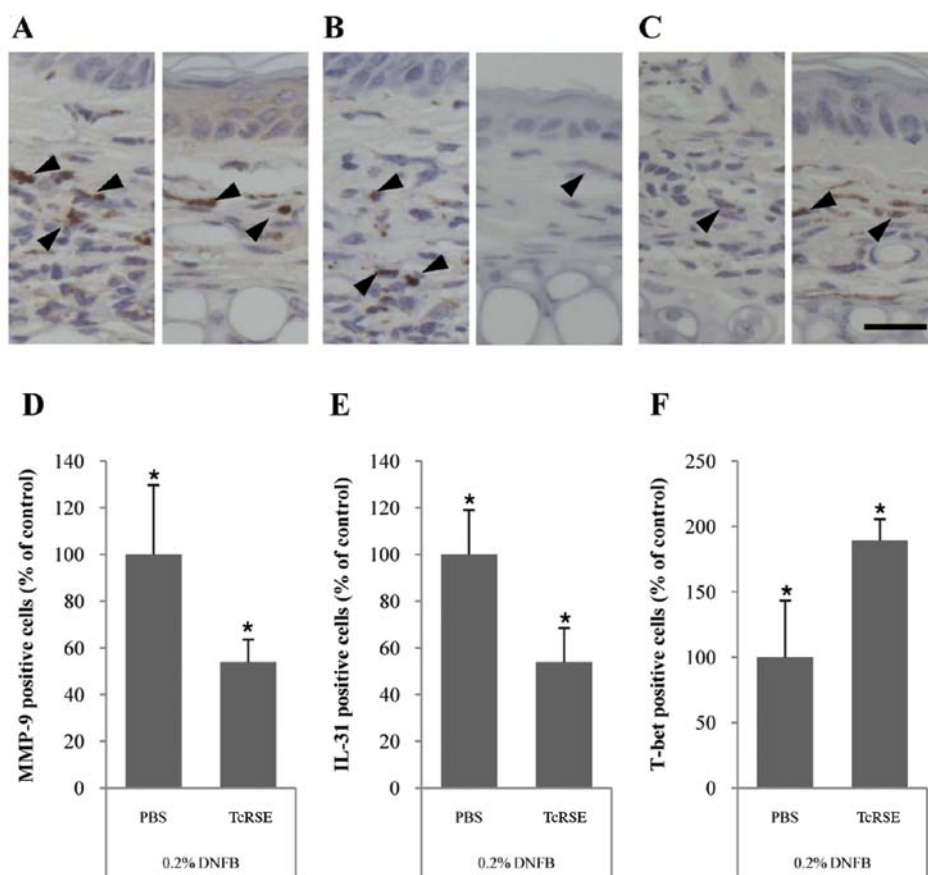 A B C
D E F
MMP-9 positive cells (% of control)
140
120
100
80
60
40
20
0
*
*
PBS TcRSE
0.2% DNFB
IL-31 positive cells (% of control)
140
120
100
80
60
40
20
0
*
*
PBS TcRSE
0.2% DNFB
T-bet positive cells (% of control)
250
200
150
100
50
0
*
*
PBS TcRSE
0.2% DNFB